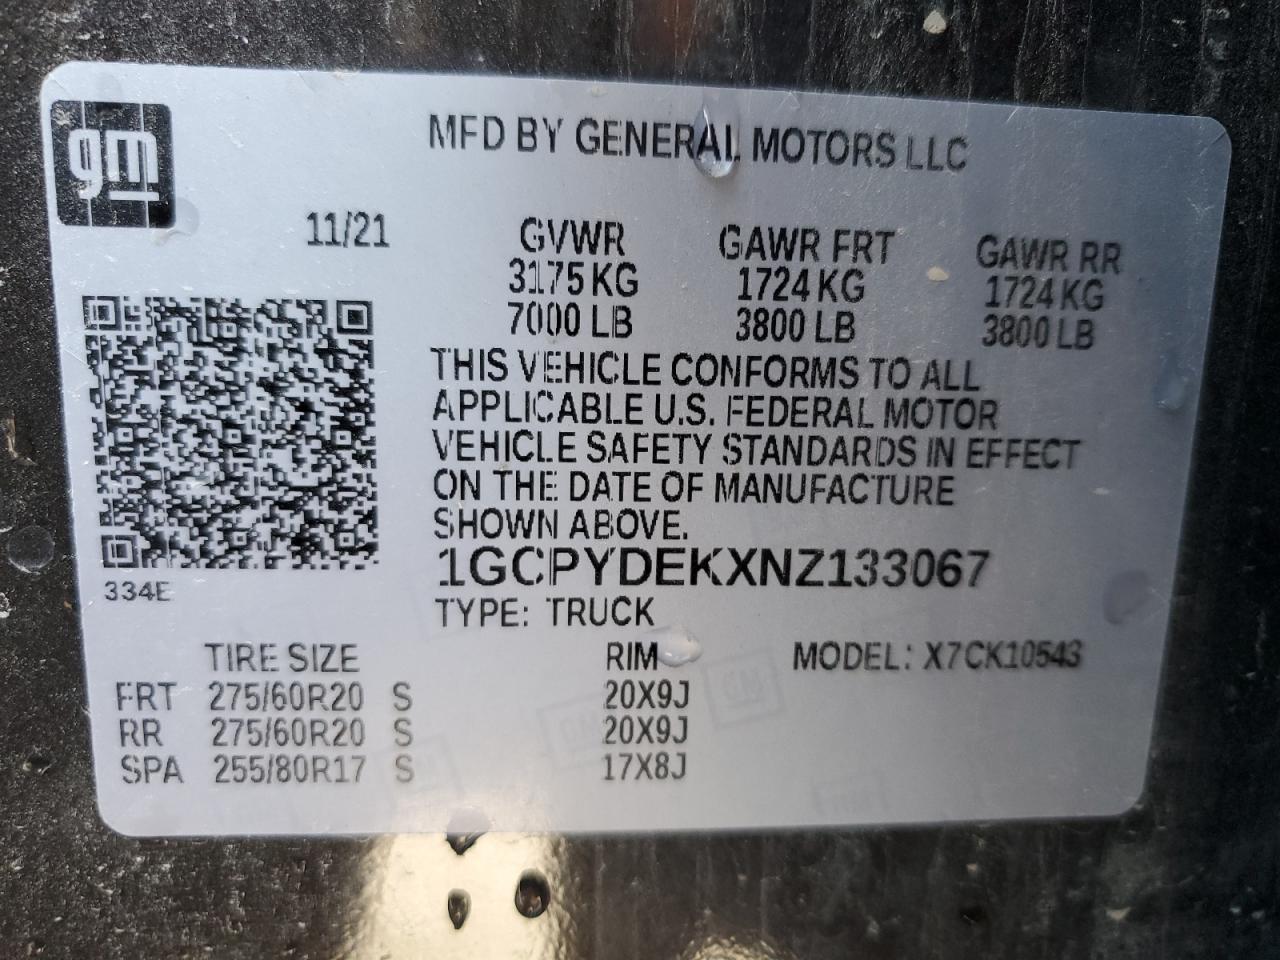 gm
MFD BY GENERAL MOTORS LLC
11/21 GVWR GAWR FRT GAWR RR
3175 KG 1724 KG 1724 KG
7000 LB 3800 LB 3800 LB
THIS VEHICLE CONFORMS TO ALL
APPLICABLE U.S. FEDERAL MOTOR
VEHICLE SAFETY STANDARDS IN EFFECT
ON THE DATE OF MANUFACTURE
SHOWN ABOVE.
1GCPYDEKXNZ133067
334E
TYPE: TRUCK
TIRE SIZE RIM MODEL: X7CK10543
FRT 275/60R20 S 20X9J
RR 275/60R20 S 20X9J
SPA 255/80R17 S 17X8J